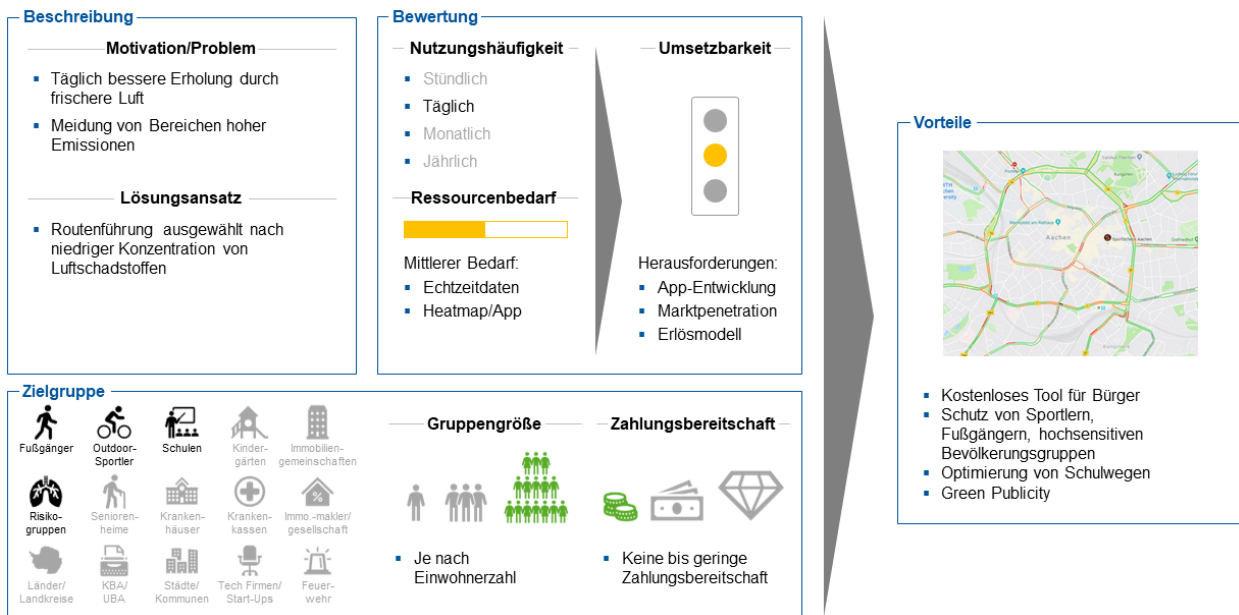 Beschreibung
Motivation/Problem
Täglich bessere Erholung durch
frischere Luft
Meidung von Bereichen hoher
Emissionen
Lösungsansatz
Routenführung ausgewählt nach
niedriger Konzentration von
Luftschadstoffen
Bewertung
Nutzungshäufigkeit
Stündlich
Täglich
Monatlich
Jährlich
Ressourcenbedarf
Mittlerer Bedarf:
Echtzeitdaten
Heatmap/App
Umsetzbarkeit
Herausforderungen:
App-Entwicklung
Marktpenetration
Erlösmodell
Zielgruppe
Fußgänger
Outdoor-
Sportler
Schulen
Kinder-
gärten
Immobilien-
gemeinschaften
Risiko-
gruppen
Senioren-
heime
Kranken-
häuser
Kranken-
kassen
Immo.-makler/
gesellschaft
%
Länder/
Landkreise
KBA/
UBA
Städte/
Kommunen
Tech Firmen/
Start-Ups
Feuer-
wehr
Gruppengröße
Je nach
Einwohnerzahl
Zahlungsbereitschaft
Keine bis geringe
Zahlungsbereitschaft
Vorteile
Aachen
Kostenloses Tool für Bürger
Schutz von Sportlern,
Fußgängern, hochsensitiven
Bevölkerungsgruppen
Optimierung von Schulwegen
Green Publicity